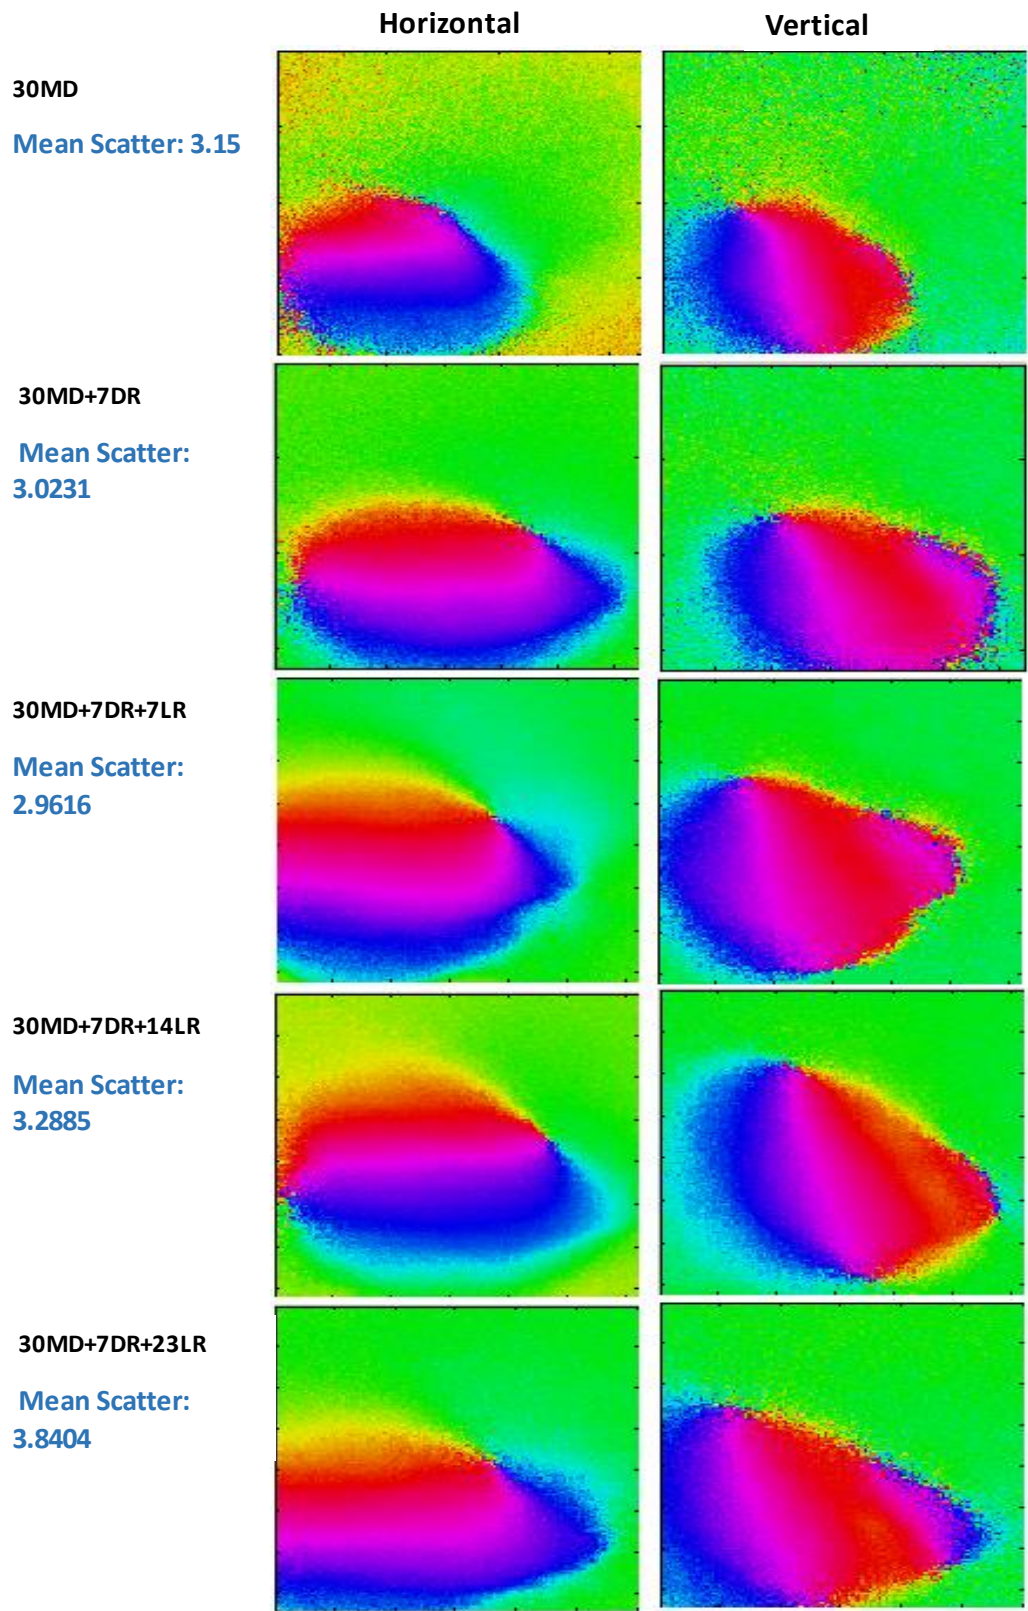 Horizontal Vertical
30MD
Mean Scatter: 3.15
30MD+7DR
Mean Scatter:
3.0231
30MD+7DR+7LR
Mean Scatter:
2.9616
30MD+7DR+14LR
Mean Scatter:
3.2885
30MD+7DR+23LR
Mean Scatter:
3.8404